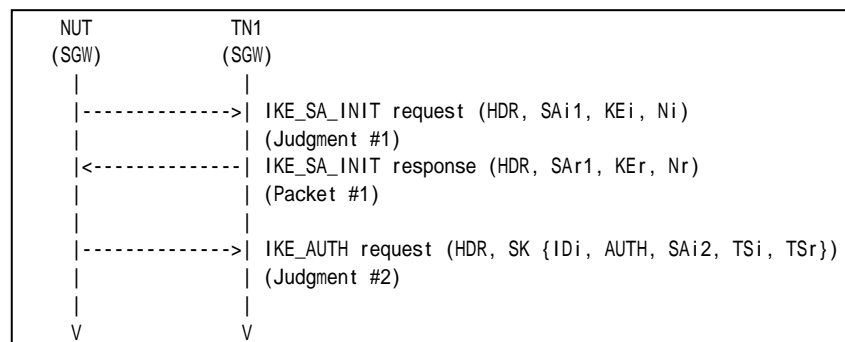 NUT TN1
(SGW) (SGW)
| |
|-------------->| IKE_SA_INIT request (HDR, SAi1, KEi, Ni)
| | (Judgment #1)
|<--------------| IKE_SA_INIT response (HDR, SAr1, KEr, Nr)
| | (Packet #1)
| |
|-------------->| IKE_AUTH request (HDR, SK {IDi, AUTH, SAi2, TSi, TSr})
| | (Judgment #2)
| |
V V